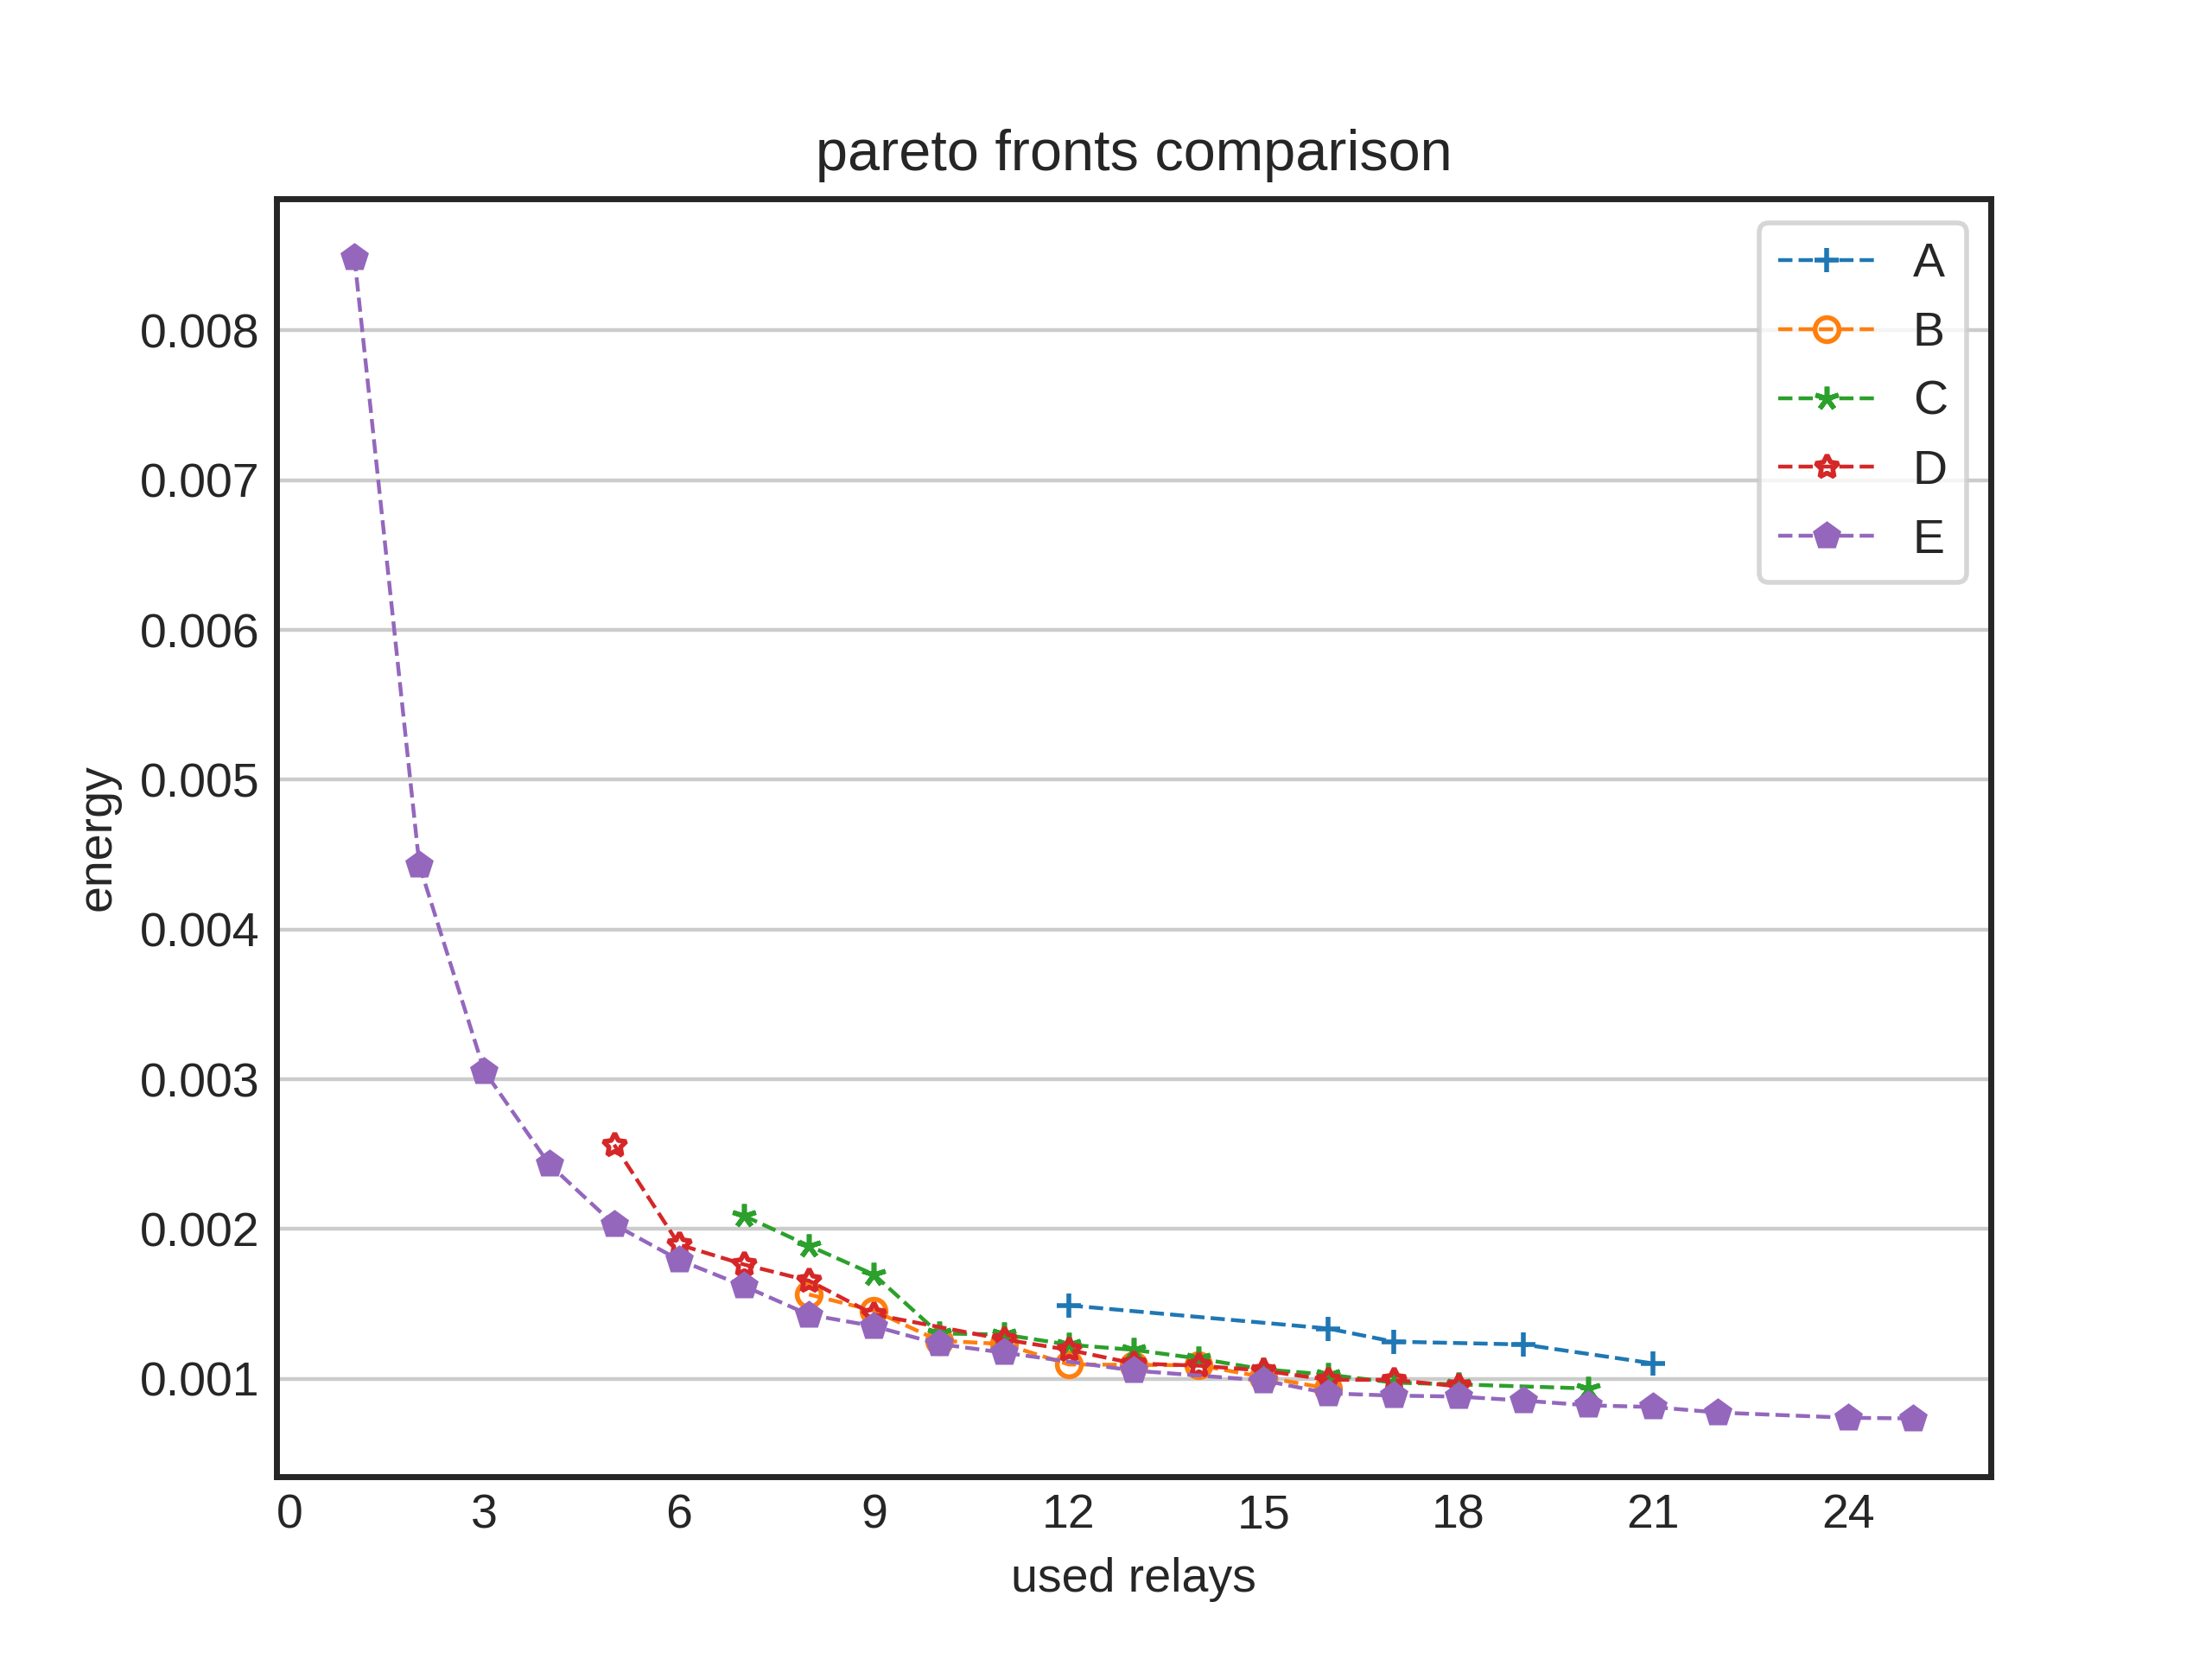 pareto fronts comparison
A
B
C
D
E
0.008
0.007
0.006
0.005
0.004
0.003
0.002
0.001
energy
0 3 6 9 12 15 18 21 24
used relays